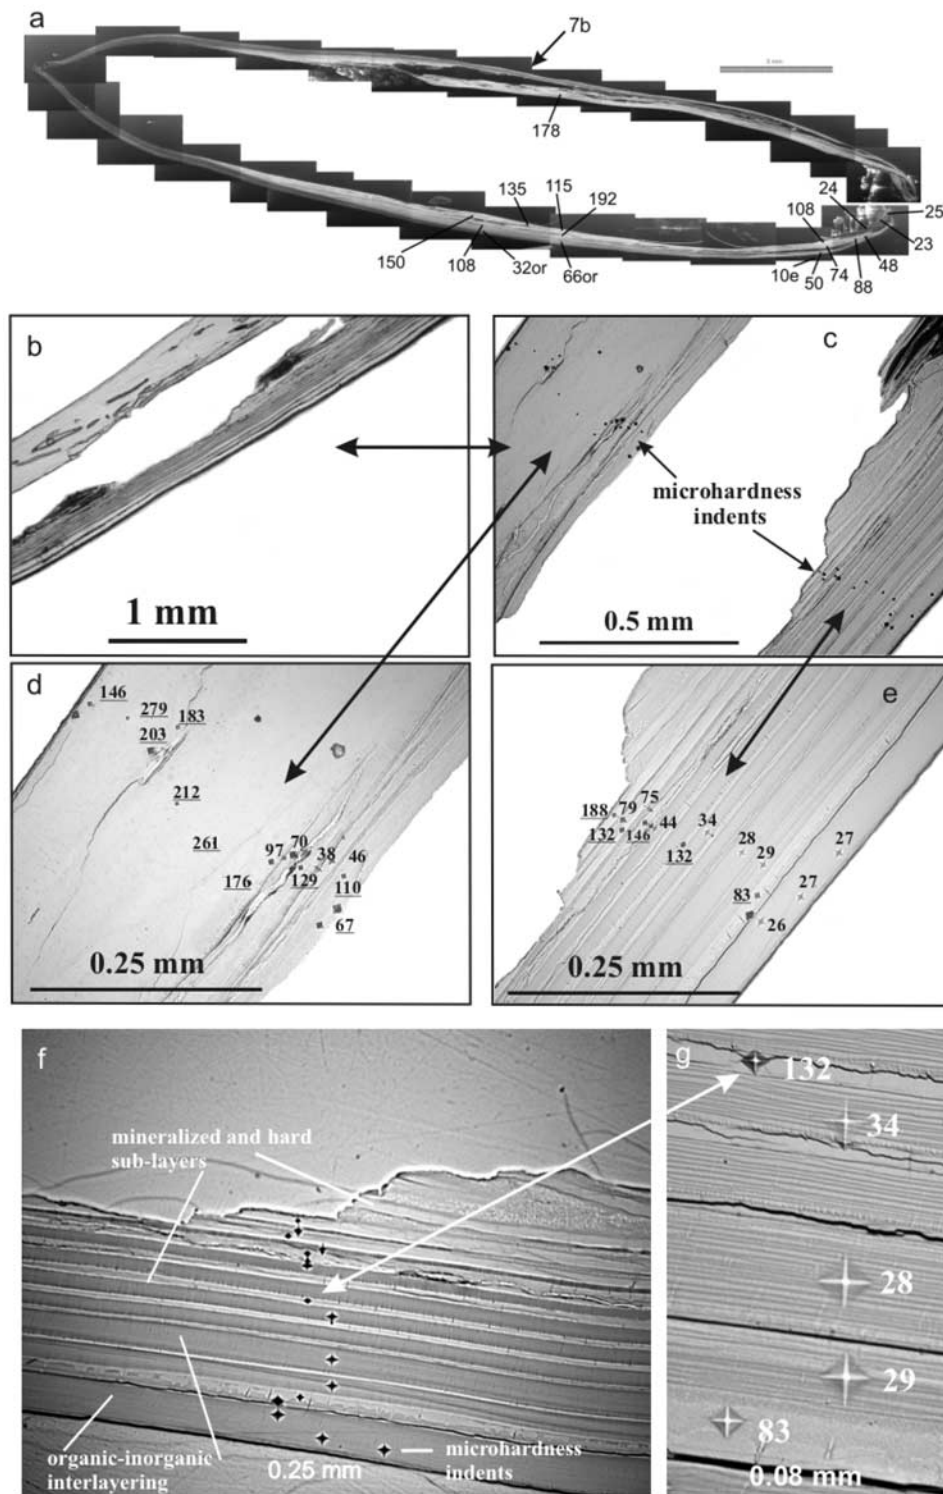 a
7b
5 mm
178
135
115
192
150
108
32or
66or
24
108
25
23
10e
50
74
88
48
b
1 mm
c
microhardness
indents
0.5 mm
d
146
279
183
203
212
261
97
70
38
46
176
129
110
67
0.25 mm
e
188
79
75
132
146
44
34
132
28
29
27
83
27
26
0.25 mm
f
mineralized and hard
sub-layers
organic-inorganic
interlayering
0.25 mm
microhardness
indents
g
132
34
28
29
83
0.08 mm